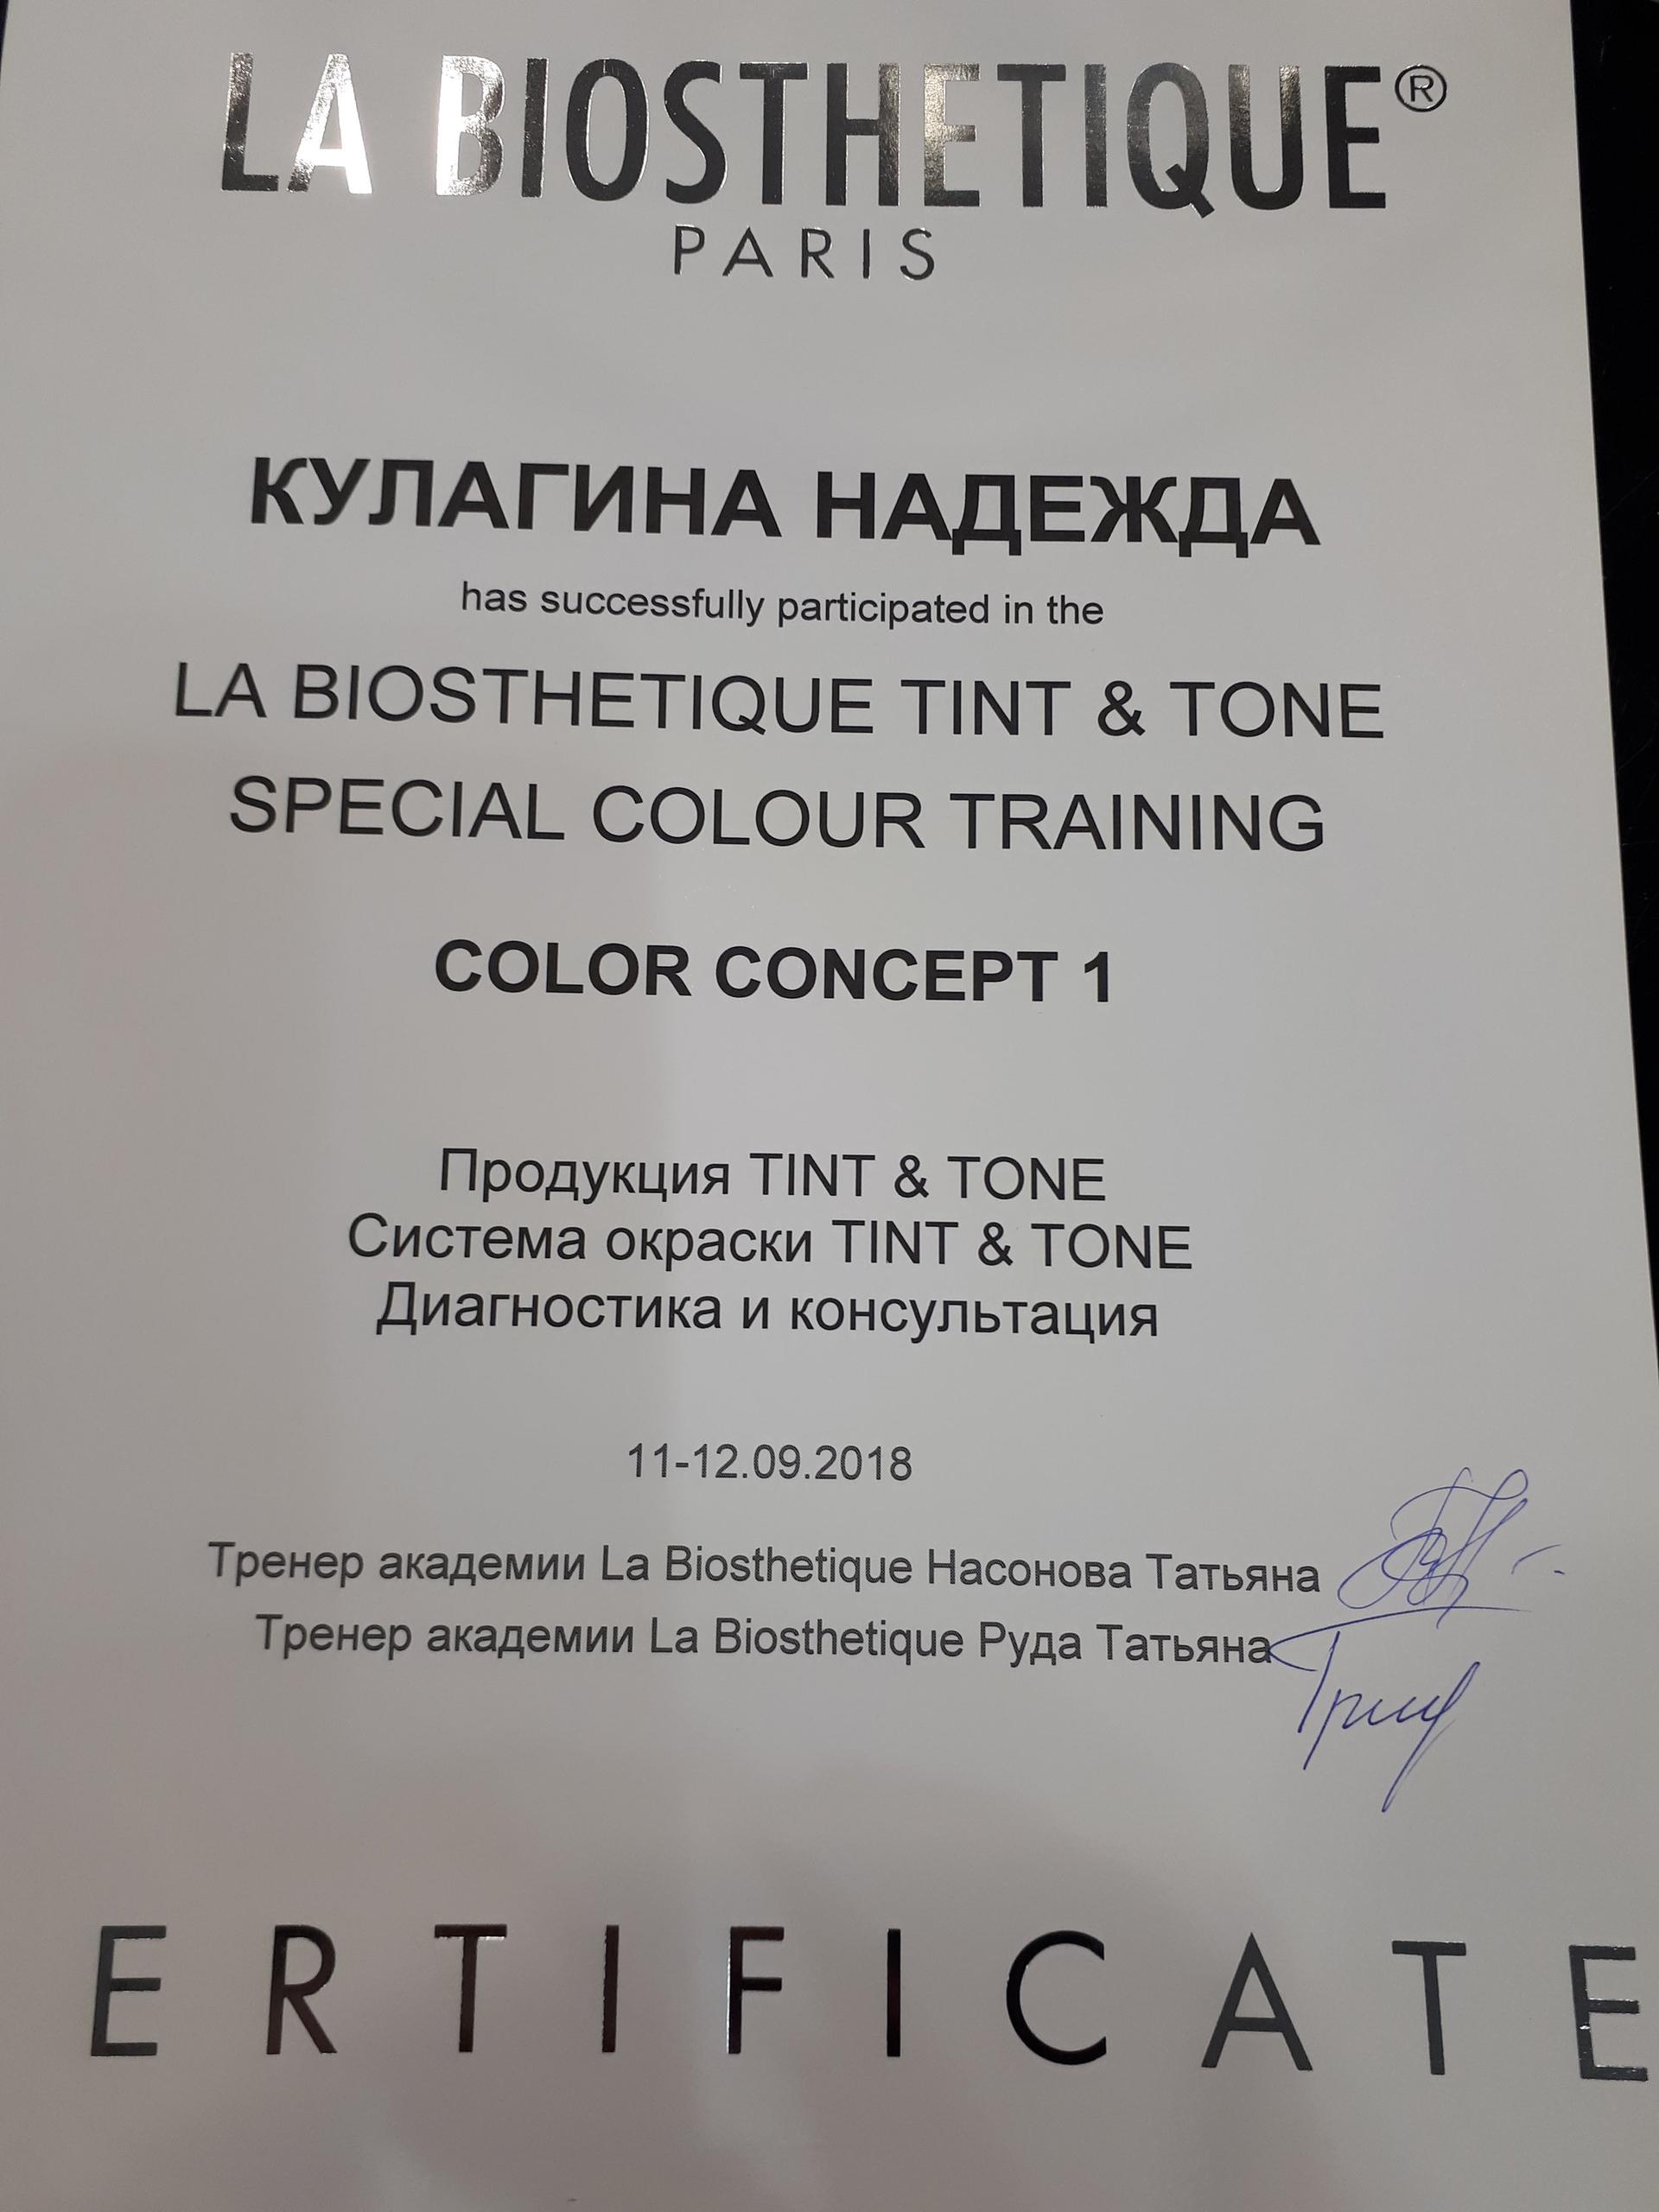 LA BIOSTHETIQUE®
PARIS
КУЛАГИНА НАДЕЖДА
has successfully participated in the
LA BIOSTHETIQUE TINT & TONE
SPECIAL COLOUR TRAINING
COLOR CONCEPT 1
Продукция TINT & TONE
Система окраски TINT & TONE
Диагностика и консультация
11-12.09.2018
Тренер академии La Biosthetique Насонова Татьяна
Тренер академии La Biosthetique Руда Татьяна
ERTIFICATE